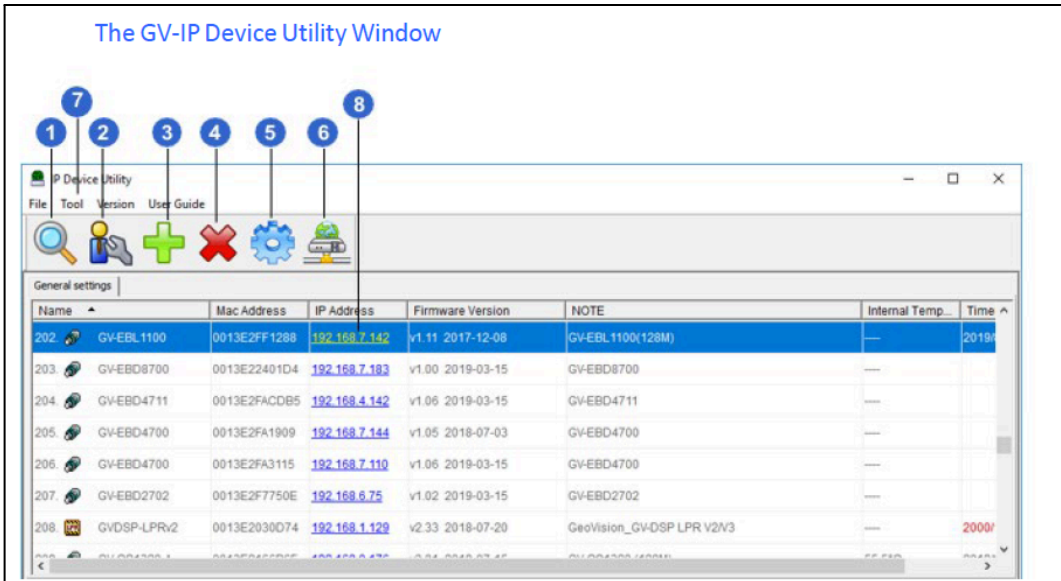 The GV-IP Device Utility Window
7 8
1 2 3 4 5 6
IP Device Utility
File Tool Version User Guide
General settings
Name Mac Address IP Address Firmware Version NOTE Internal Temp... Time
202. GV-EBL1100 0013E2FF1288 192.168.7.142 v1.11 2017-12-08 GV-EBL1100(128M) ---- 2019/
203. GV-EBD8700 0013E22401D4 192.168.7.183 v1.00 2019-03-15 GV-EBD8700 ----
204. GV-EBD4711 0013E2FACDB5 192.168.4.142 v1.06 2019-03-15 GV-EBD4711 ----
205. GV-EBD4700 0013E2FA1909 192.168.7.144 v1.05 2018-07-03 GV-EBD4700 ----
206. GV-EBD4700 0013E2FA3115 192.168.7.110 v1.06 2019-03-15 GV-EBD4700 ----
207. GV-EBD2702 0013E2F7750E 192.168.6.75 v1.02 2019-03-15 GV-EBD2702 ----
208. GVDSP-LPRv2 0013E2030D74 192.168.1.129 v2.33 2018-07-20 GeoVision_GV-DSP LPR V2/V3 ---- 2000/